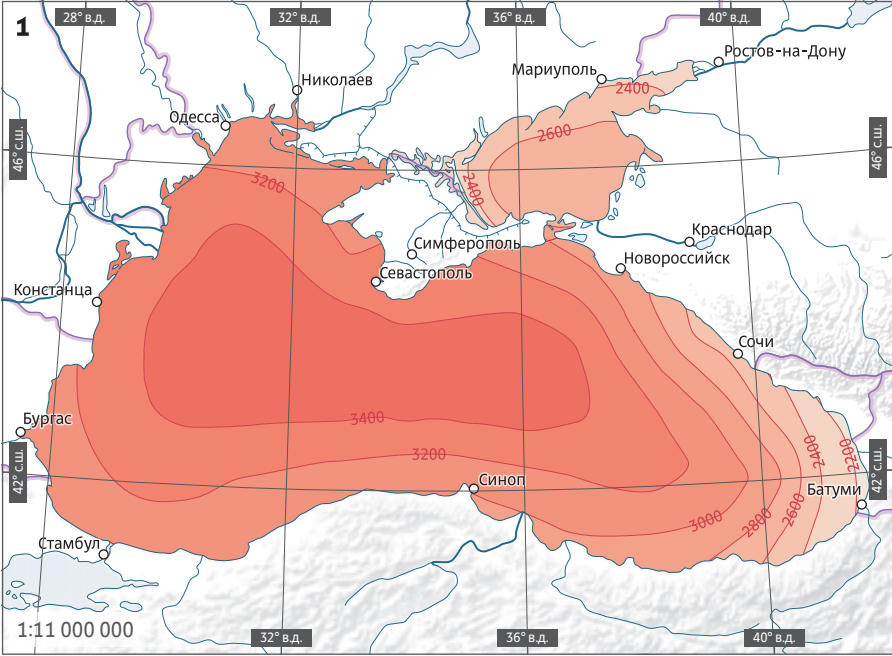 1
28° в.д.
32° в.д.
36° в.д.
40° в.д.
Ростов-на-Дону
Мариуполь
Николаев
2400
Одесса
46° с.ш.
2600
46° с.ш.
3200
2400
Краснодар
Симферополь
Новороссийск
Севастополь
Констанца
Сочи
3400
Бургас
2400
2200
3200
42° с.ш.
42° с.ш.
Синоп
Батуми
2600
3000
2800
Стамбул
1:11 000 000
32° в.д.
36° в.д.
40° в.д.